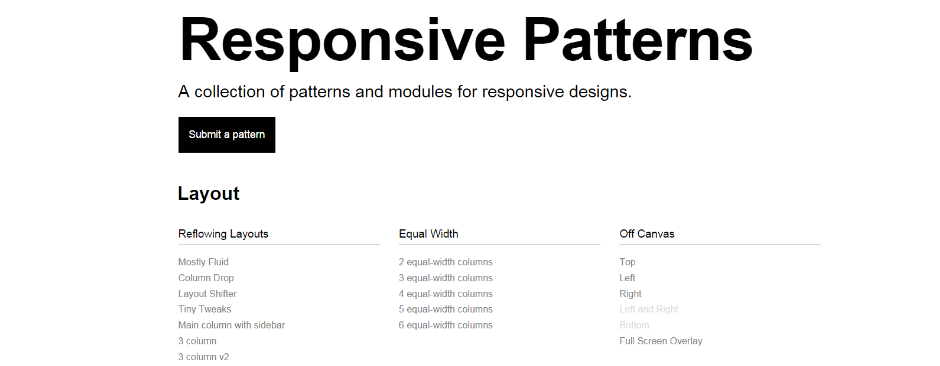 Responsive Patterns
A collection of patterns and modules for responsive designs.
Submit a pattern
Layout
Reflowing Layouts
Mostly Fluid
Column Drop
Layout Shifter
Tiny Tweaks
Main column with sidebar
3 column
3 column v2
Equal Width
2 equal-width columns
3 equal-width columns
4 equal-width columns
5 equal-width columns
6 equal-width columns
Off Canvas
Top
Left
Right
Left and Right
Bottom
Full Screen Overlay